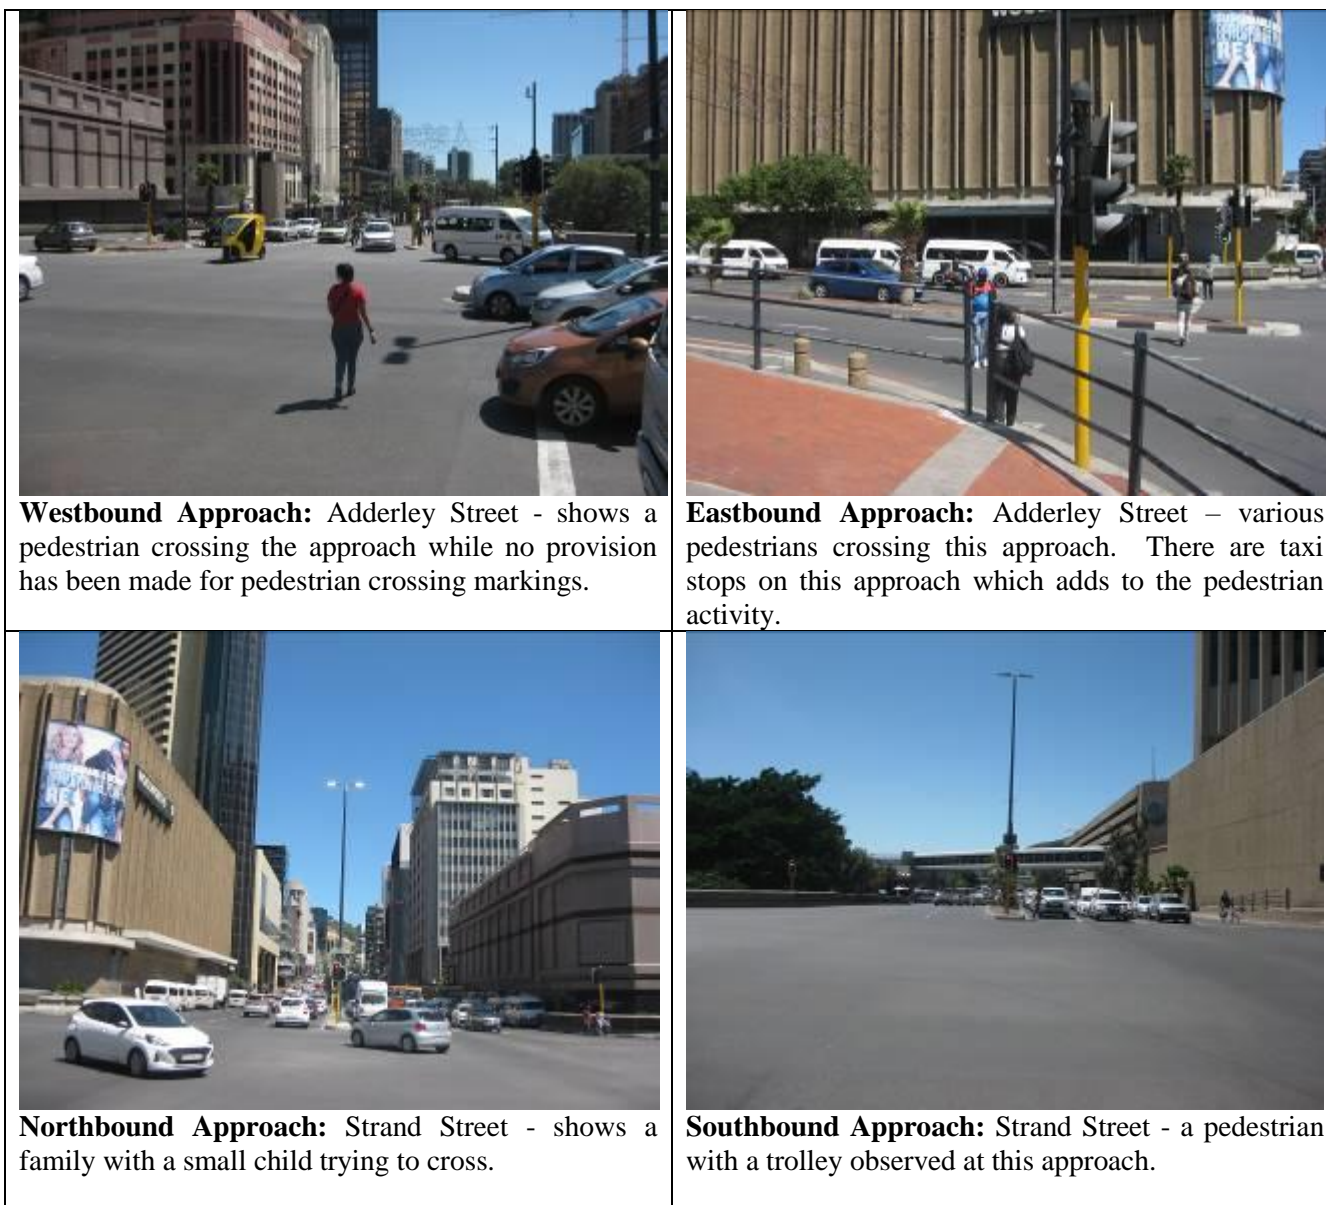 RES
Westbound Approach: Adderley Street - shows a
pedestrian crossing the approach while no provision
has been made for pedestrian crossing markings.
Eastbound Approach: Adderley Street – various
pedestrians crossing this approach. There are taxi
stops on this approach which adds to the pedestrian
activity.
Northbound Approach: Strand Street - shows a
family with a small child trying to cross.
Southbound Approach: Strand Street - a pedestrian
with a trolley observed at this approach.